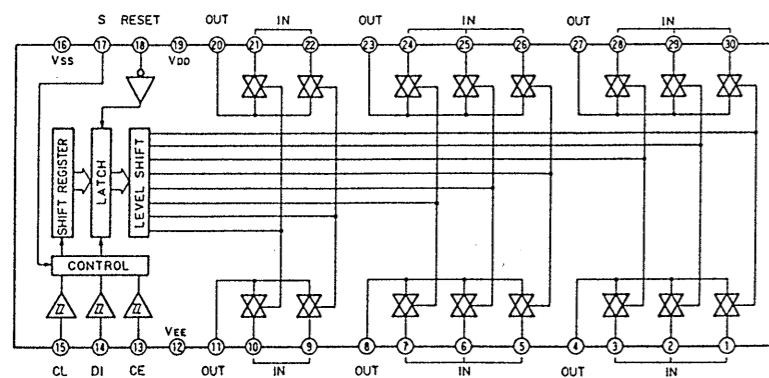 S RESET OUT IN OUT IN OUT IN
16 17 18 19 20 21 22 23 24 25 26 27 28 29 30
VSS VDD
SHIFT REGISTER
LATCH
LEVEL SHIFT
CONTROL
VEE
15 14 13 12 11 10 9 8 7 6 5 4 3 2 1
CL DI CE OUT IN OUT IN OUT IN